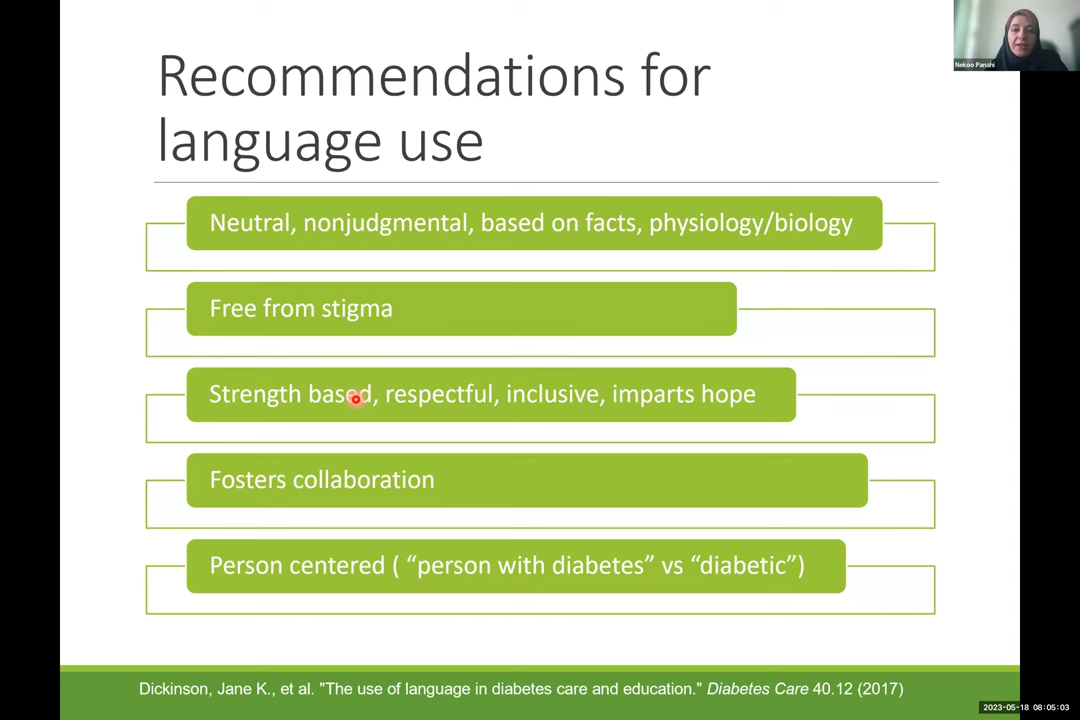 Recommendations for
language use
Nekoo Panahi
Neutral, nonjudgmental, based on facts, physiology/biology
Free from stigma
Strength based, respectful, inclusive, imparts hope
Fosters collaboration
Person centered ( “person with diabetes” vs “diabetic”)
Dickinson, Jane K., et al. "The use of language in diabetes care and education." Diabetes Care 40.12 (2017)
2023-05-18 08:05:03